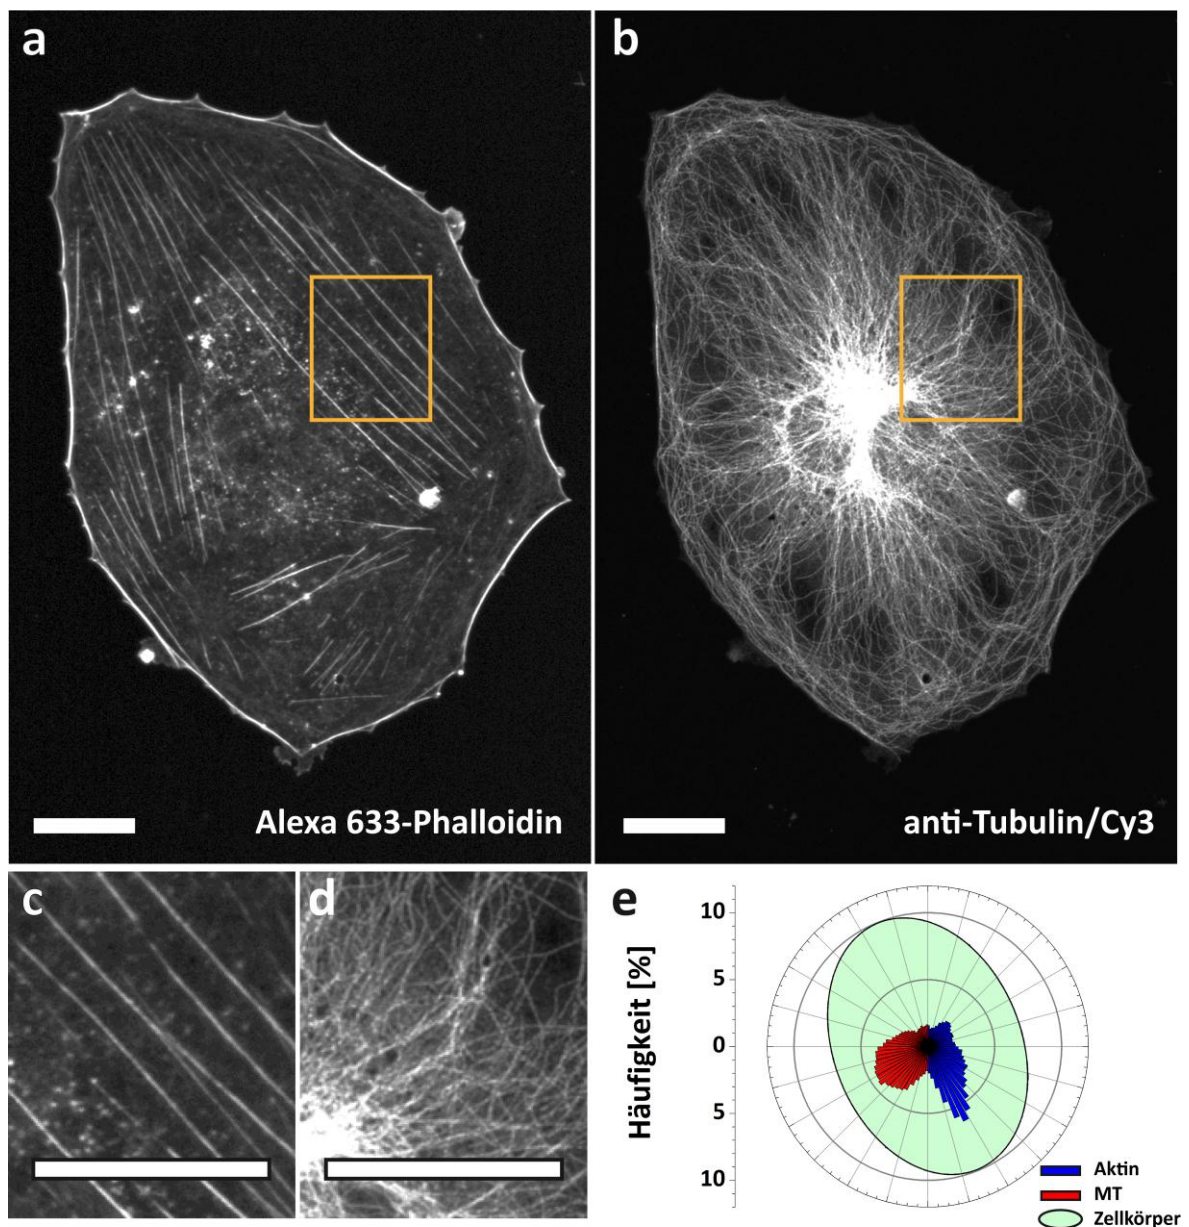 a
b
Alexa 633-Phalloidin
anti-Tubulin/Cy3
c
d
e
Häufigkeit [%]
10
5
0
5
10
Aktin
MT
Zellkörper